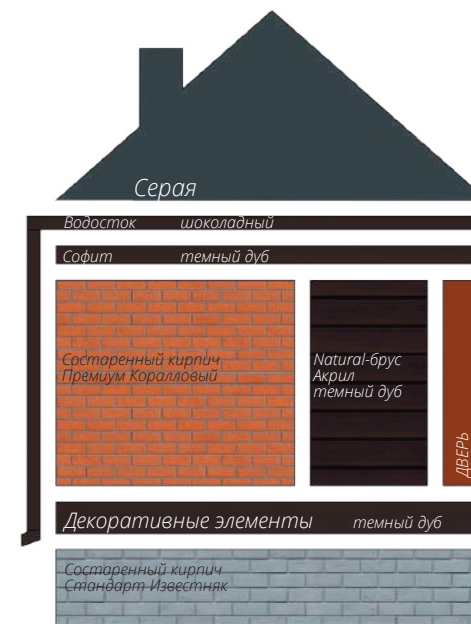 Серая
Водосток шоколадный
Софит темный дуб
Состаренный кирпич
Премиум Коралловый
Natural-брус
Акрил
темный дуб
ДВЕРЬ
Декоративные элементы темный дуб
Состаренный кирпич
Стандарт Известняк